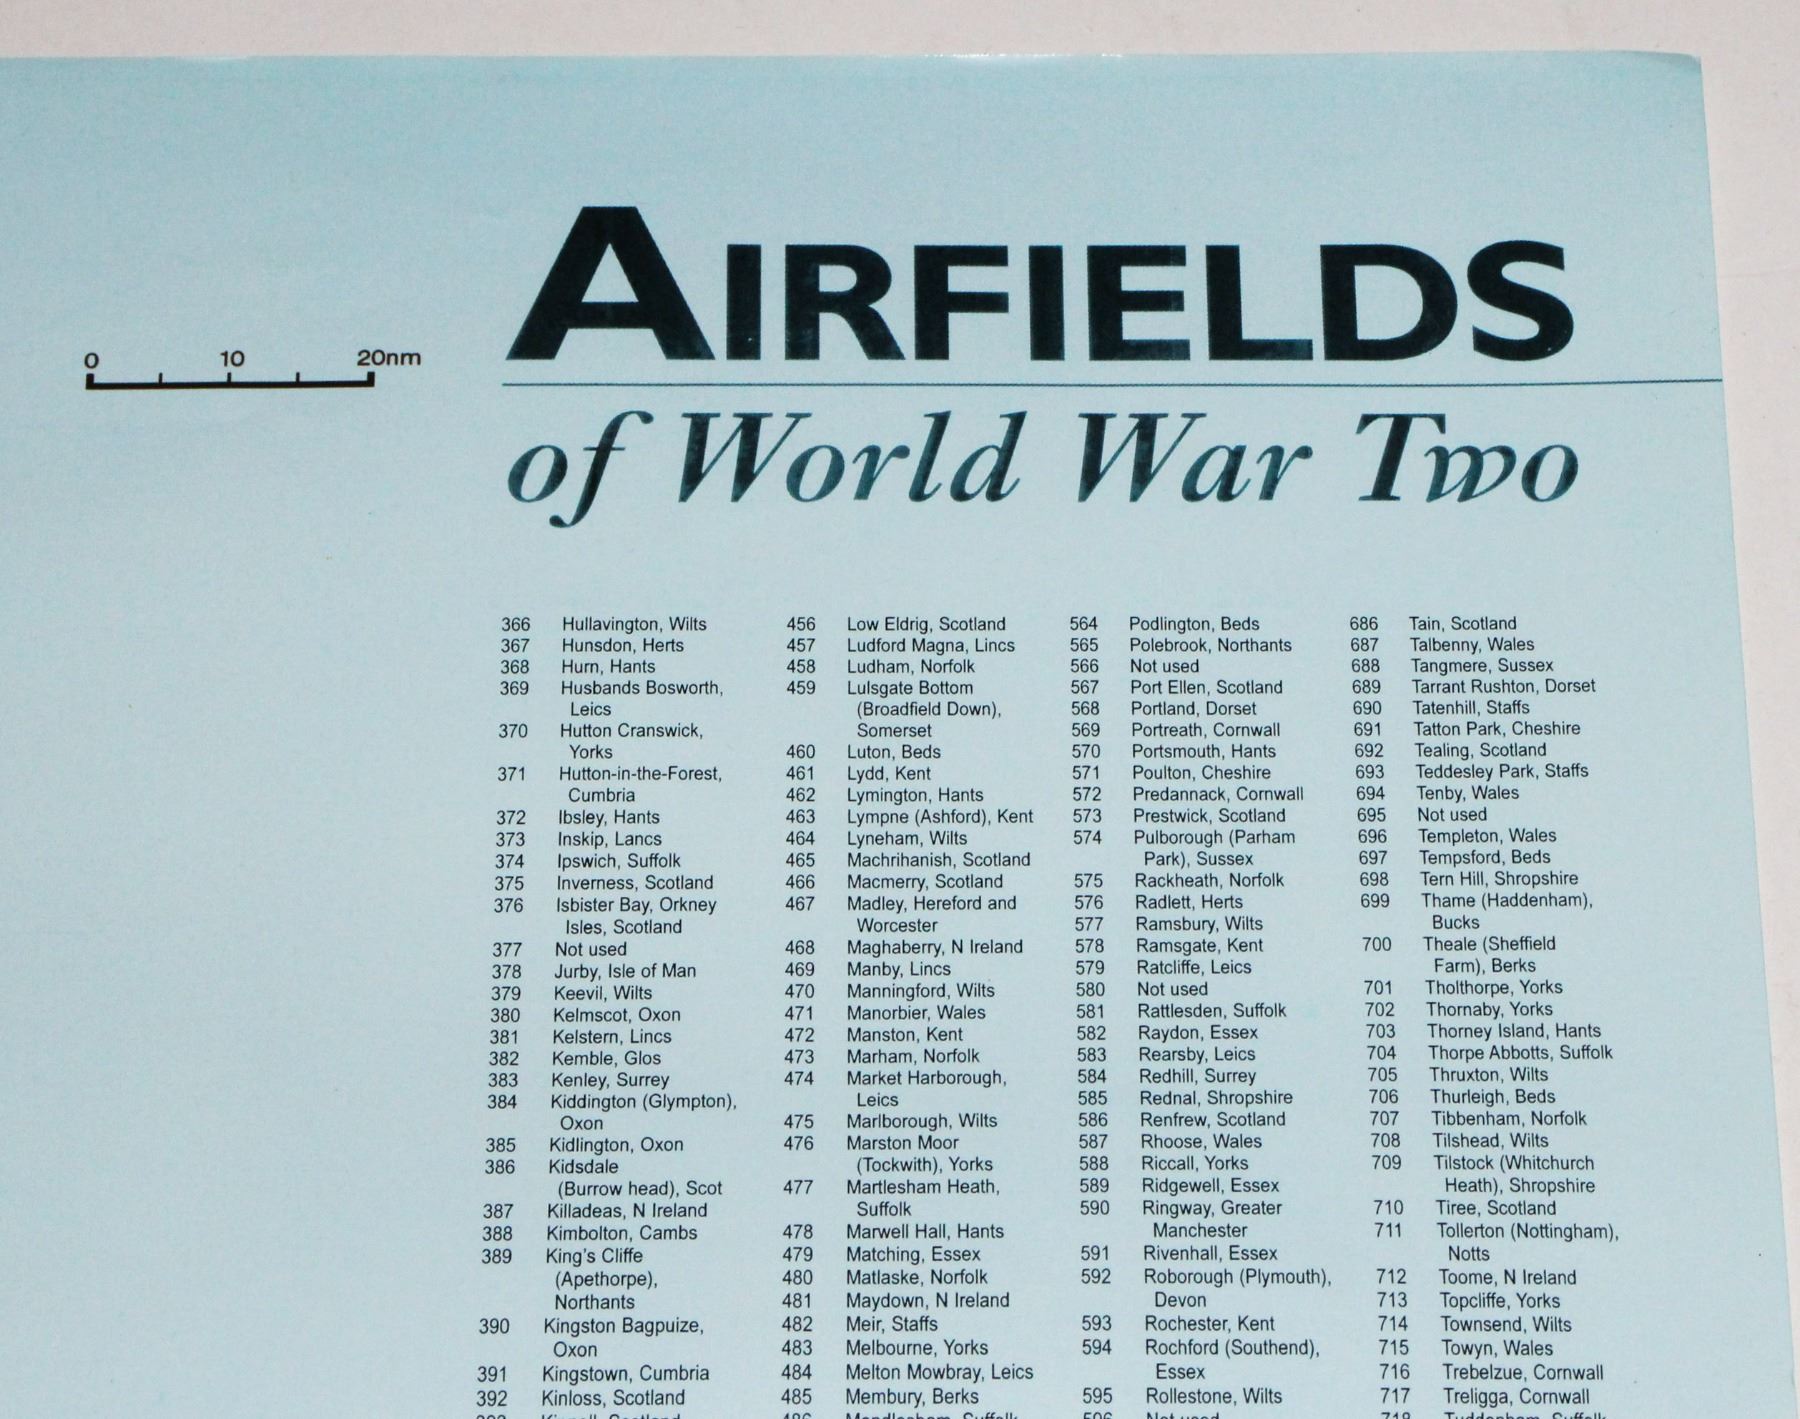 AIRFIELDS
of World War Two
0 10 20nm
366 Hullavington, Wilts
367 Hunsdon, Herts
368 Hurn, Hants
369 Husbands Bosworth,
Leics
370 Hutton Cranswick,
Yorks
371 Hutton-in-the-Forest,
Cumbria
372 Ibsley, Hants
373 Inskip, Lancs
374 Ipswich, Suffolk
375 Inverness, Scotland
376 Isbister Bay, Orkney
Isles, Scotland
377 Not used
378 Jurby, Isle of Man
379 Keevil, Wilts
380 Kelmscot, Oxon
381 Kelstern, Lincs
382 Kemble, Glos
383 Kenley, Surrey
384 Kiddington (Glympton),
Oxon
385 Kidlington, Oxon
386 Kidsdale
(Burrow head), Scot
387 Killadeas, N Ireland
388 Kimbolton, Cambs
389 King's Cliffe
(Apethorpe),
Northants
390 Kingston Bagpuize,
Oxon
391 Kingstown, Cumbria
392 Kinloss, Scotland
456 Low Eldrig, Scotland
457 Ludford Magna, Lincs
458 Ludham, Norfolk
459 Lulsgate Bottom
(Broadfield Down),
Somerset
460 Luton, Beds
461 Lydd, Kent
462 Lymington, Hants
463 Lympne (Ashford), Kent
464 Lyneham, Wilts
465 Machrihanish, Scotland
466 Macmerry, Scotland
467 Madley, Hereford and
Worcester
468 Maghaberry, N Ireland
469 Manby, Lincs
470 Manningford, Wilts
471 Manorbier, Wales
472 Manston, Kent
473 Marham, Norfolk
474 Market Harborough,
Leics
475 Marlborough, Wilts
476 Marston Moor
(Tockwith), Yorks
477 Martlesham Heath,
Suffolk
478 Marwell Hall, Hants
479 Matching, Essex
480 Matlaske, Norfolk
481 Maydown, N Ireland
482 Meir, Staffs
483 Melbourne, Yorks
484 Melton Mowbray, Leics
485 Membury, Berks
564 Podlington, Beds
565 Polebrook, Northants
566 Not used
567 Port Ellen, Scotland
568 Portland, Dorset
569 Portreath, Cornwall
570 Portsmouth, Hants
571 Poulton, Cheshire
572 Predannack, Cornwall
573 Prestwick, Scotland
574 Pulborough (Parham
Park), Sussex
575 Rackheath, Norfolk
576 Radlett, Herts
577 Ramsbury, Wilts
578 Ramsgate, Kent
579 Ratcliffe, Leics
580 Not used
581 Rattlesden, Suffolk
582 Raydon, Essex
583 Rearsby, Leics
584 Redhill, Surrey
585 Rednal, Shropshire
586 Renfrew, Scotland
587 Rhoose, Wales
588 Riccall, Yorks
589 Ridgewell, Essex
590 Ringway, Greater
Manchester
591 Rivenhall, Essex
592 Roborough (Plymouth),
Devon
593 Rochester, Kent
594 Rochford (Southend),
Essex
595 Rollestone, Wilts
686 Tain, Scotland
687 Talbenny, Wales
688 Tangmere, Sussex
689 Tarrant Rushton, Dorset
690 Tatenhill, Staffs
691 Tatton Park, Cheshire
692 Tealing, Scotland
693 Teddesley Park, Staffs
694 Tenby, Wales
695 Not used
696 Templeton, Wales
697 Tempsford, Beds
698 Tern Hill, Shropshire
699 Thame (Haddenham),
Bucks
700 Theale (Sheffield
Farm), Berks
701 Tholthorpe, Yorks
702 Thornaby, Yorks
703 Thorney Island, Hants
704 Thorpe Abbotts, Suffolk
705 Thruxton, Wilts
706 Thurleigh, Beds
707 Tibbenham, Norfolk
708 Tilshead, Wilts
709 Tilstock (Whitchurch
Heath), Shropshire
710 Tiree, Scotland
711 Tollerton (Nottingham),
Notts
712 Toome, N Ireland
713 Topcliffe, Yorks
714 Townsend, Wilts
715 Towyn, Wales
716 Trebelzue, Cornwall
717 Treligga, Cornwall